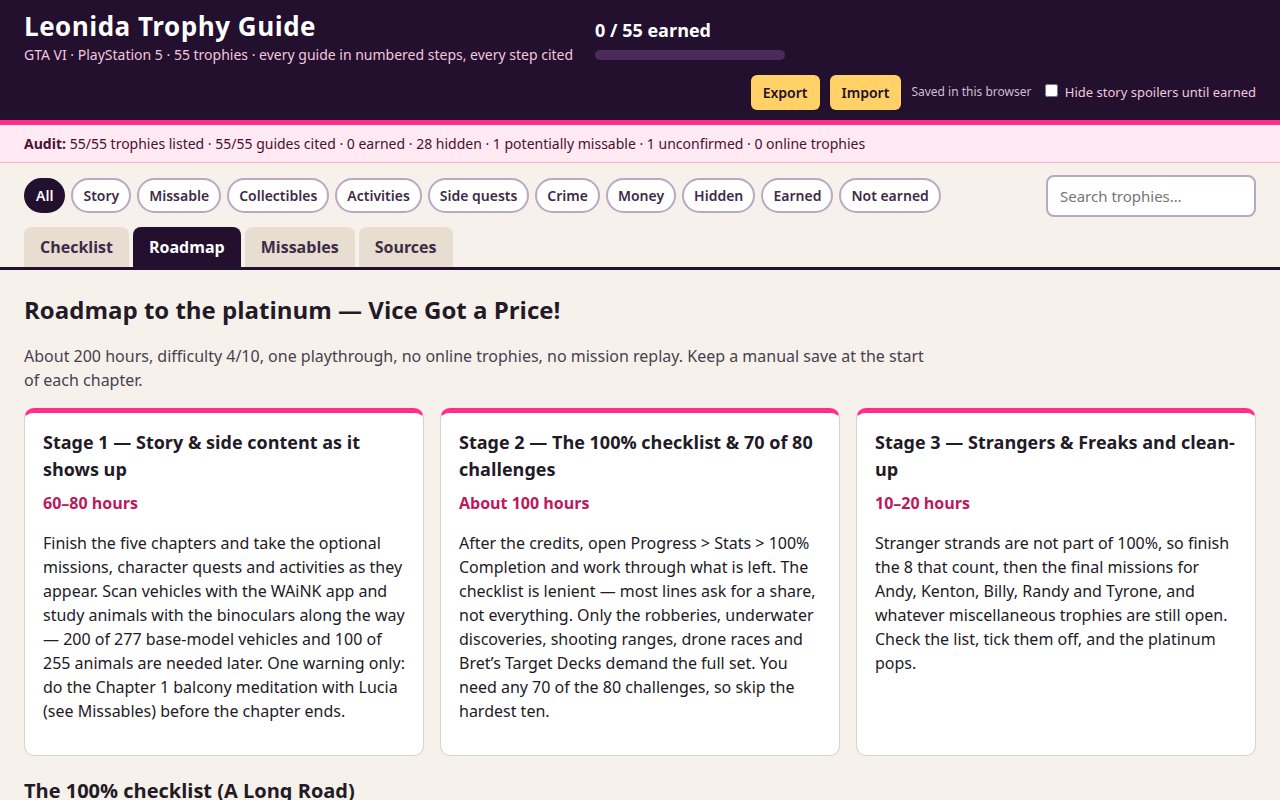 Leonida Trophy Guide
GTA VI · PlayStation 5 · 55 trophies · every guide in numbered steps, every step cited
0 / 55 earned
Export
Import
Saved in this browser
Hide story spoilers until earned
Audit: 55/55 trophies listed · 55/55 guides cited · 0 earned · 28 hidden · 1 potentially missable · 1 unconfirmed · 0 online trophies
All
Story
Missable
Collectibles
Activities
Side quests
Crime
Money
Hidden
Earned
Not earned
Search trophies...
Checklist
Roadmap
Missables
Sources
Roadmap to the platinum — Vice Got a Price!
About 200 hours, difficulty 4/10, one playthrough, no online trophies, no mission replay. Keep a manual save at the start
of each chapter.
Stage 1 — Story & side content as it
shows up
60–80 hours
Finish the five chapters and take the optional
missions, character quests and activities as they
appear. Scan vehicles with the WAiNK app and
study animals with the binoculars along the way
— 200 of 277 base-model vehicles and 100 of
255 animals are needed later. One warning only:
do the Chapter 1 balcony meditation with Lucia
(see Missables) before the chapter ends.
Stage 2 — The 100% checklist & 70 of 80
challenges
About 100 hours
After the credits, open Progress > Stats > 100%
Completion and work through what is left. The
checklist is lenient — most lines ask for a share,
not everything. Only the robberies, underwater
discoveries, shooting ranges, drone races and
Bret’s Target Decks demand the full set. You
need any 70 of the 80 challenges, so skip the
hardest ten.
Stage 3 — Strangers & Freaks and clean-
up
10–20 hours
Stranger strands are not part of 100%, so finish
the 8 that count, then the final missions for
Andy, Kenton, Billy, Randy and Tyrone, and
whatever miscellaneous trophies are still open.
Check the list, tick them off, and the platinum
pops.
The 100% checklist (A Long Road)